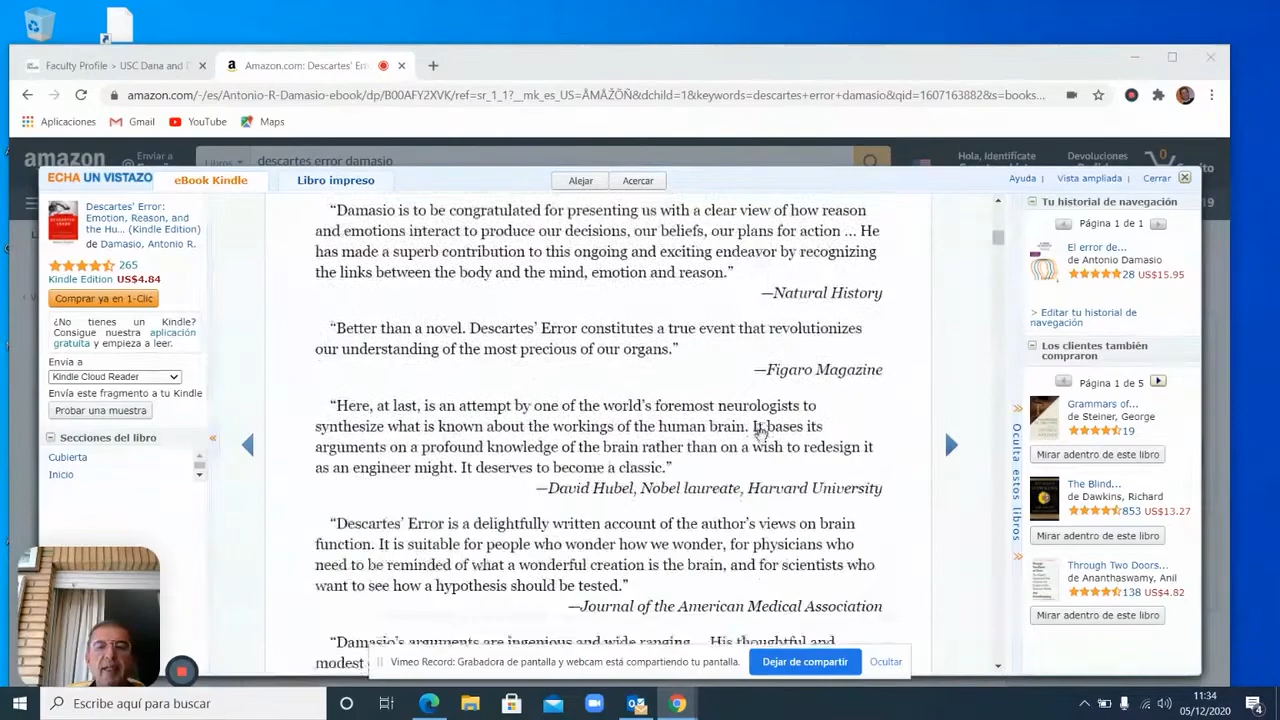 Faculty Profile > USC Dana and D
Amazon.com: Descartes' Err
amazon.com/-/es/Antonio-R-Damasio-ebook/dp/B00AFY2XVK/ref=sr_1_1?__mk_es_US=ÅMÅŽÕÑ&dchild=1&keywords=descartes+error+damasio&qid=1607163882&s=books...
Aplicaciones
Gmail
YouTube
Maps
amazon
Enviar a
Libros
descartes error damasio
Hola, Identifícate
Devoluciones
0
ECHA UN VISTAZO
eBook Kindle
Libro impreso
Alejar
Acercar
Ayuda |
Vista ampliada |
Cerrar
Descartes' Error:
Emotion, Reason, and
the Hu... (Kindle Edition)
de Damasio, Antonio R.
265
Kindle Edition US$4.84
Comprar ya en 1-Clic
¿No tienes un Kindle?
Consigue nuestra aplicación
gratuita y empieza a leer.
Envía a
Kindle Cloud Reader
Envía este fragmento a tu Kindle
Probar una muestra
Secciones del libro
Cubierta
Inicio
“Damasio is to be congratulated for presenting us with a clear view of how reason
and emotions interact to produce our decisions, our beliefs, our plans for action ... He
has made a superb contribution to this ongoing and exciting endeavor by recognizing
the links between the body and the mind, emotion and reason.”
—Natural History
“Better than a novel. Descartes’ Error constitutes a true event that revolutionizes
our understanding of the most precious of our organs.”
—Figaro Magazine
“Here, at last, is an attempt by one of the world’s foremost neurologists to
synthesize what is known about the workings of the human brain. It bases its
arguments on a profound knowledge of the brain rather than on a wish to redesign it
as an engineer might. It deserves to become a classic.”
—David Hubel, Nobel laureate, Harvard University
“Descartes’ Error is a delightfully written account of the author’s views on brain
function. It is suitable for people who wonder how we wonder, for physicians who
need to be reminded of what a wonderful creation is the brain, and for scientists who
want to see how a hypothesis should be tested.”
—Journal of the American Medical Association
“Damasio’s arguments are ingenious and wide ranging.... His thoughtful and
modest
Tu historial de navegación
Página 1 de 1
El error de...
de Antonio Damasio
28 US$15.95
> Editar tu historial de
navegación
Los clientes también
compraron
Página 1 de 5
Grammars of...
de Steiner, George
19
Mirar adentro de este libro
The Blind...
de Dawkins, Richard
853 US$13.27
Mirar adentro de este libro
Through Two Doors...
de Ananthaswamy, Anil
138 US$4.82
Mirar adentro de este libro
Oculta estos libros
Vimeo Record: Grabadora de pantalla y webcam está compartiendo tu pantalla.
Dejar de compartir
Ocultar
Escribe aquí para buscar
11:34
05/12/2020
4